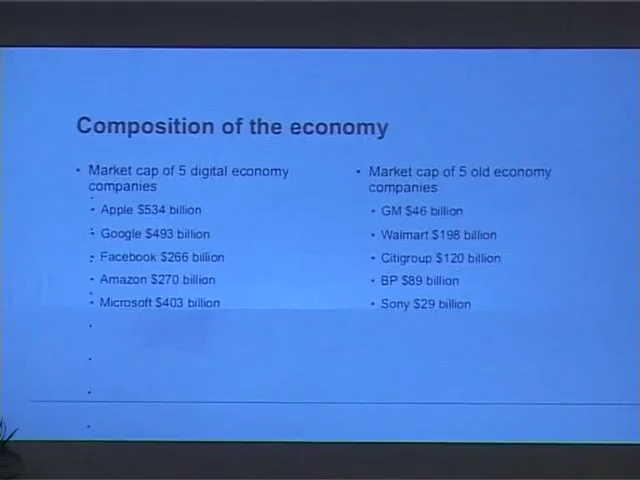 Composition of the economy
• Market cap of 5 digital economy
companies
• Apple $534 billion
• Google $493 billion
• Facebook $266 billion
• Amazon $270 billion
• Microsoft $403 billion
• Market cap of 5 old economy
companies
• GM $46 billion
• Walmart $198 billion
• Citigroup $120 billion
• BP $89 billion
• Sony $29 billion